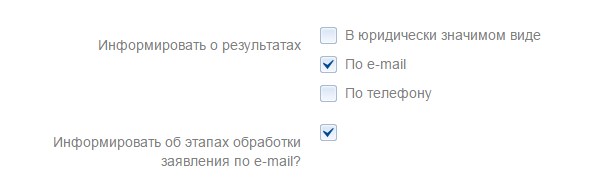 В юридически значимом виде
Информировать о результатах
По e-mail
По телефону
Информировать об этапах обработки
заявления по e-mail?